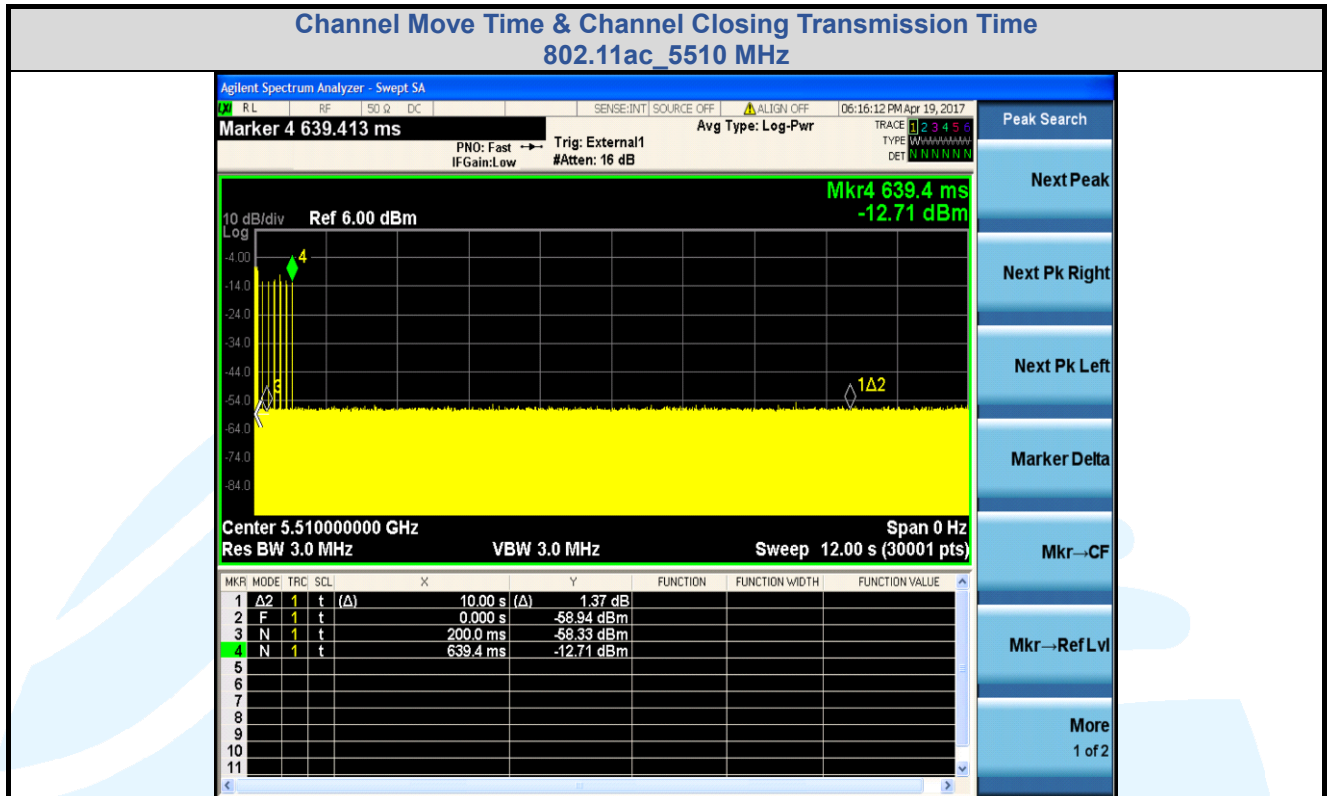 Channel Move Time & Channel Closing Transmission Time
802.11ac_5510 MHz
Agilent Spectrum Analyzer - Swept SA
LXI RL RF 50 Ω DC SENSE:INT SOURCE OFF ALIGN OFF 06:16:12 PM Apr 19, 2017
Marker 4 639.413 ms
PNO: Fast
IFGain:Low
Trig: External1
#Atten: 16 dB
Avg Type: Log-Pwr
TRACE 1 2 3 4 5 6
TYPE WWWWWW
DET N N N N N N
Peak Search
Mkr4 639.4 ms
-12.71 dBm
10 dB/div Ref 6.00 dBm
Log
-4.00
-14.0
-24.0
-34.0
-44.0
-54.0
-64.0
-74.0
-84.0
4
3
1Δ2
Center 5.510000000 GHz Span 0 Hz
Res BW 3.0 MHz VBW 3.0 MHz Sweep 12.00 s (30001 pts)
MKR MODE TRC SCL X Y FUNCTION FUNCTION WIDTH FUNCTION VALUE
1 Δ2 1 t (Δ) 10.00 s (Δ) 1.37 dB
2 F 1 t 0.000 s -58.94 dBm
3 N 1 t 200.0 ms -58.33 dBm
4 N 1 t 639.4 ms -12.71 dBm
5
6
7
8
9
10
11
Next Peak
Next Pk Right
Next Pk Left
Marker Delta
Mkr→CF
Mkr→Ref Lvl
More
1 of 2